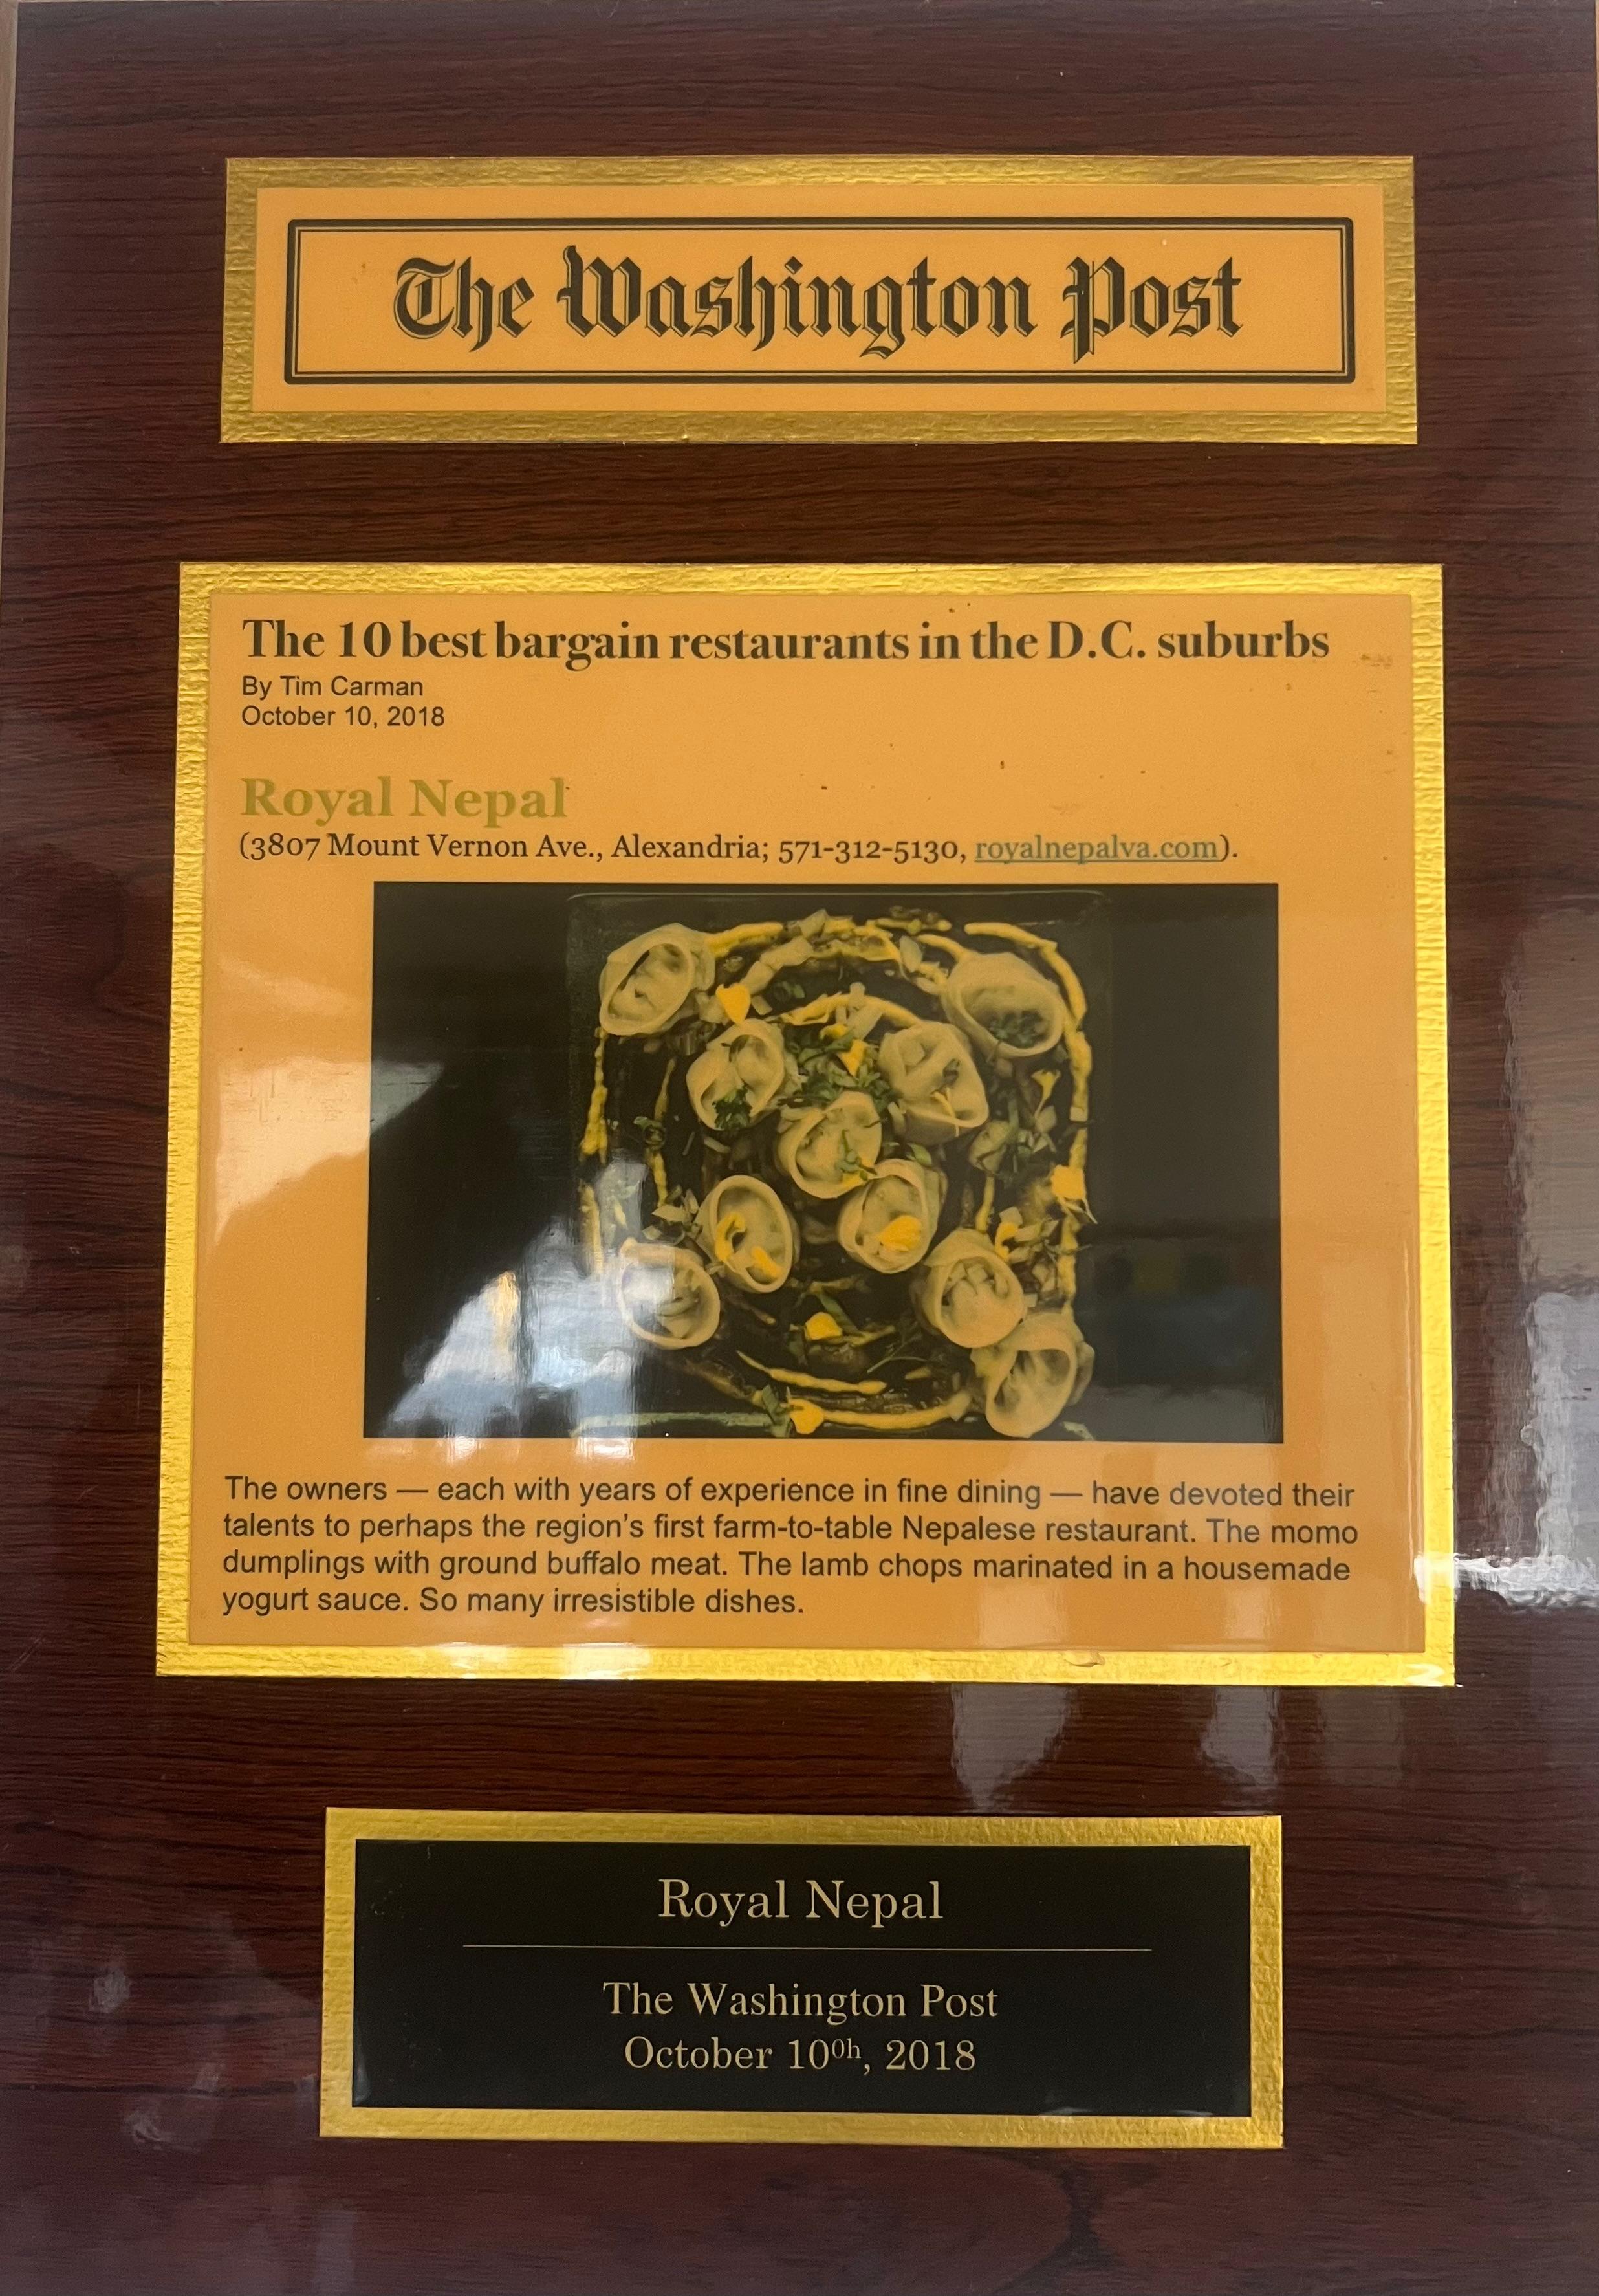 The Washington Post
The 10 best bargain restaurants in the D.C. suburbs
By Tim Carman
October 10, 2018
Royal Nepal
(3807 Mount Vernon Ave., Alexandria; 571-312-5130, royalnepalva.com).
The owners — each with years of experience in fine dining — have devoted their
talents to perhaps the region's first farm-to-table Nepalese restaurant. The momo
dumplings with ground buffalo meat. The lamb chops marinated in a housemade
yogurt sauce. So many irresistible dishes.
Royal Nepal
The Washington Post
October 10⁰ʰ, 2018